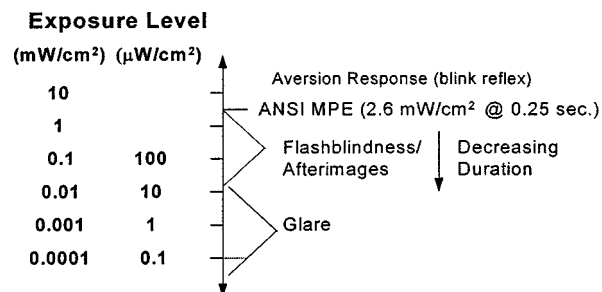 Exposure Level
(mW/cm²) (μW/cm²)
Aversion Response (blink reflex)
10
ANSI MPE (2.6 mW/cm² @ 0.25 sec.)
1
Flashblindness/ Decreasing
0.1 100
Afterimages Duration
0.01 10
0.001 1 Glare
0.0001 0.1